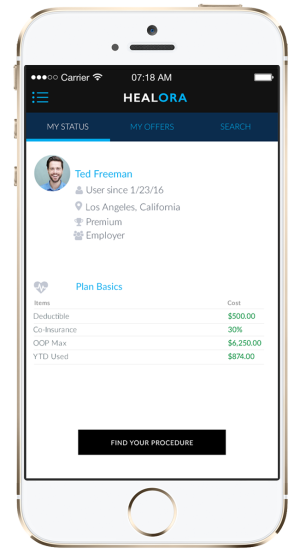 Carrier 07:18 AM
HEALORA
MY STATUS MY OFFERS SEARCH
Ted Freeman
User since 1/23/16
Los Angeles, California
Premium
Employer
Plan Basics
Items Cost
Deductible $500.00
Co-Insurance 30%
OOP Max $6,250.00
YTD Used $874.00
FIND YOUR PROCEDURE